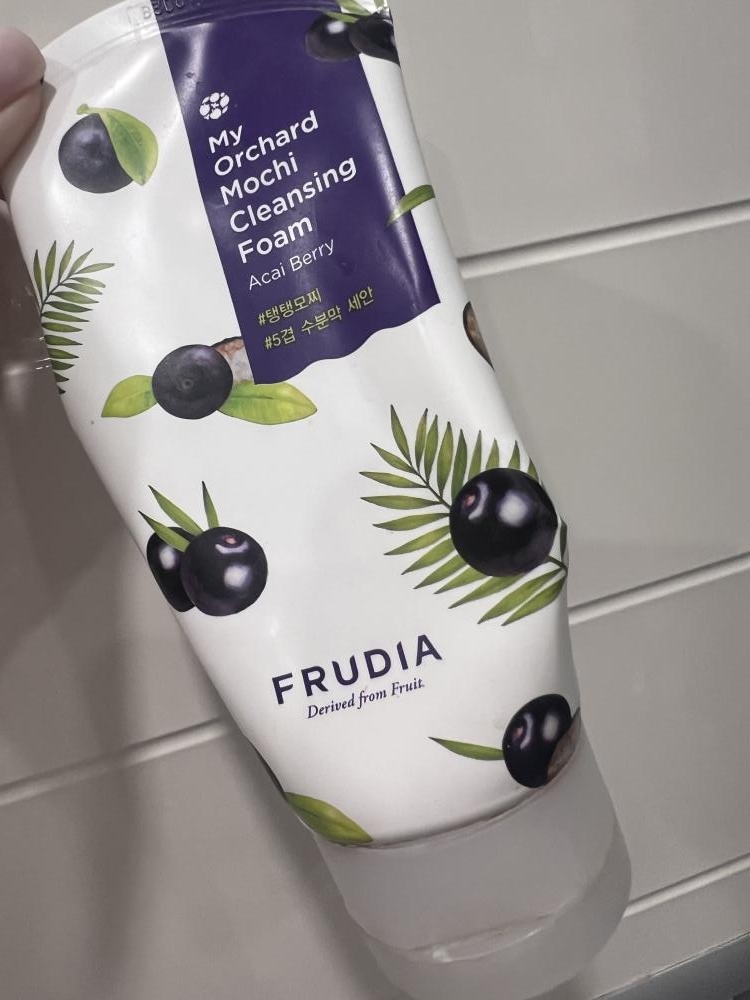 My
Orchard
Mochi
Cleansing
Foam
Acai Berry
#탱탱모찌
#5겹 수분막 세안
FRUDIA
Derived from Fruit.